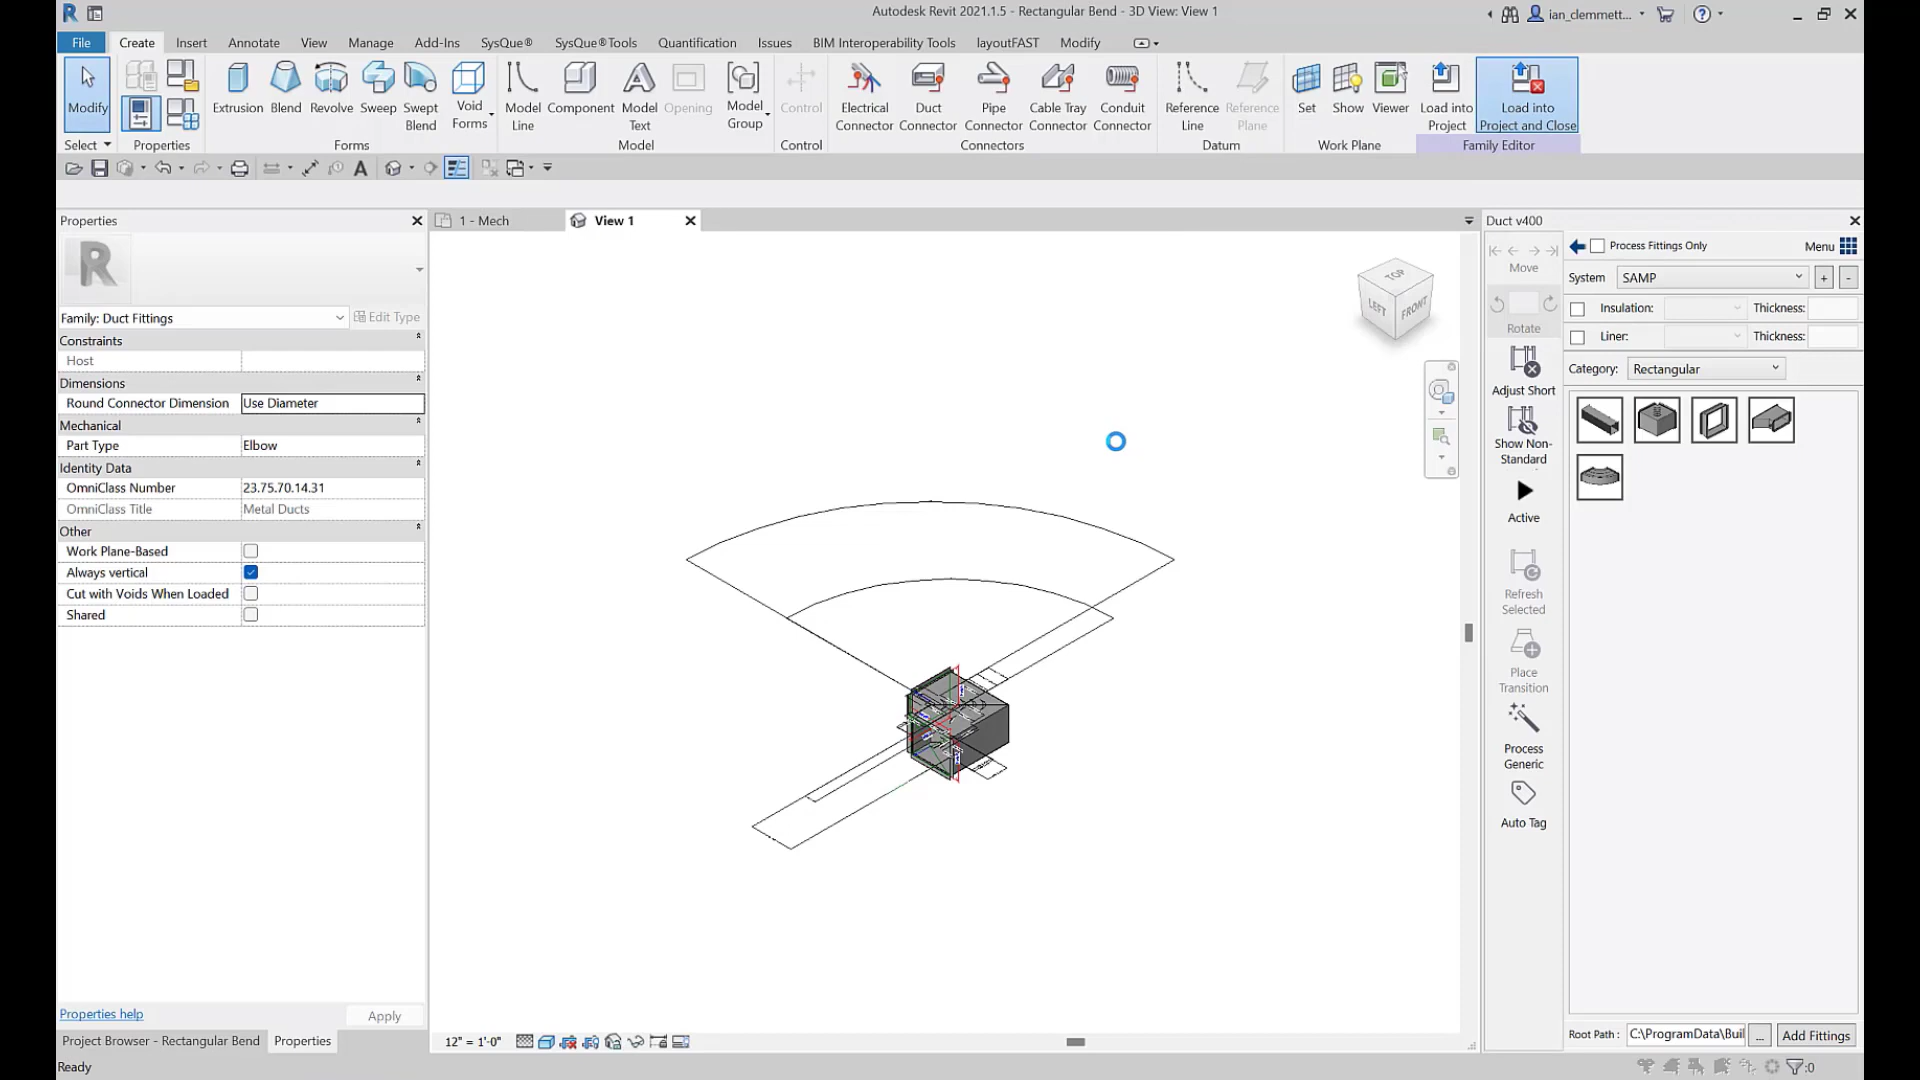 Autodesk Revit 2021.1.5 - Rectangular Bend - 3D View: View 1
ian_clemmett...
File Create Insert Annotate View Manage Add-Ins SysQue® SysQue®Tools Quantification Issues BIM Interoperability Tools layoutFAST Modify
Modify
Extrusion Blend Revolve Sweep Swept Blend Void Forms
Model Line Component Model Text Opening Model Group
Control
Electrical Connector Duct Connector Pipe Connector Cable Tray Connector Conduit Connector
Reference Line Reference Plane
Set Show Viewer
Load into Project Load into Project and Close
Select Properties Forms Model Control Connectors Datum Work Plane Family Editor
Properties
1 - Mech
View 1
R
Family: Duct Fittings
Edit Type
Constraints
Host
Dimensions
Round Connector Dimension Use Diameter
Mechanical
Part Type Elbow
Identity Data
OmniClass Number 23.75.70.14.31
OmniClass Title Metal Ducts
Other
Work Plane-Based
Always vertical
Cut with Voids When Loaded
Shared
Properties help
Apply
Project Browser - Rectangular Bend Properties
Ready
TOP
LEFT FRONT
12" = 1'-0"
Duct v400
Move
Rotate
Adjust Short
Show Non-Standard
Active
Refresh Selected
Place Transition
Process Generic
Auto Tag
Process Fittings Only Menu
System SAMP + -
Insulation: Thickness:
Liner: Thickness:
Category: Rectangular
Root Path : C:\ProgramData\Buil ... Add Fittings
:0